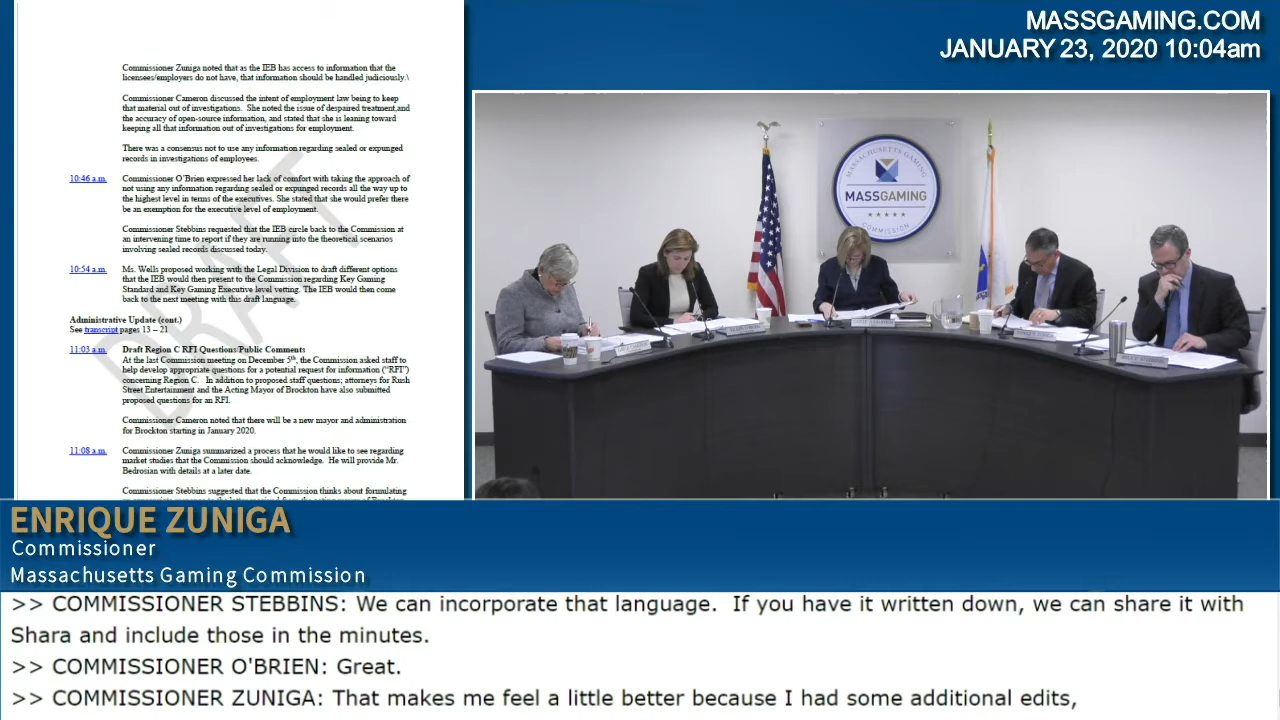 MASSGAMING.COM
JANUARY 23, 2020 10:04am
Commissioner Zuniga noted that as the IEB has access to information that the
licensees/employers do not have, that information should be handled judiciously.\
Commissioner Cameron discussed the intent of employment law being to keep
that material out of investigations. She noted the issue of despaired treatment,and
the accuracy of open-source information, and stated that she is leaning toward
keeping all that information out of investigations for employment.
There was a consensus not to use any information regarding sealed or expunged
records in investigations of employees.
10:46 a.m. Commissioner O'Brien expressed her lack of comfort with taking the approach of
not using any information regarding sealed or expunged records all the way up to
the highest level in terms of the executives. She stated that she would prefer there
be an exemption for the executive level of employment.
Commissioner Stebbins requested that the IEB circle back to the Commission at
an intervening time to report if they are running into the theoretical scenarios
involving sealed records discussed today.
10:54 a.m. Ms. Wells proposed working with the Legal Division to draft different options
that the IEB would then present to the Commission regarding Key Gaming
Standard and Key Gaming Executive level vetting. The IEB would then come
back to the next meeting with this draft language.
Administrative Update (cont.)
See transcript pages 13 – 21
11:03 a.m. Draft Region C RFI Questions/Public Comments
At the last Commission meeting on December 5th, the Commission asked staff to
help develop appropriate questions for a potential request for information ("RFI")
concerning Region C. In addition to proposed staff questions; attorneys for Rush
Street Entertainment and the Acting Mayor of Brockton have also submitted
proposed questions for an RFI.
Commissioner Cameron noted that there will be a new mayor and administration
for Brockton starting in January 2020.
11:08 a.m. Commissioner Zuniga summarized a process that he would like to see regarding
market studies that the Commission should acknowledge. He will provide Mr.
Bedrosian with details at a later date.
Commissioner Stebbins suggested that the Commission thinks about formulating
DRAFT
MASSACHUSETTS GAMING
MASSGAMING
COMMISSION
ENRIQUE ZUNIGA
Commissioner
Massachusetts Gaming Commission
>> COMMISSIONER STEBBINS: We can incorporate that language. If you have it written down, we can share it with
Shara and include those in the minutes.
>> COMMISSIONER O'BRIEN: Great.
>> COMMISSIONER ZUNIGA: That makes me feel a little better because I had some additional edits,